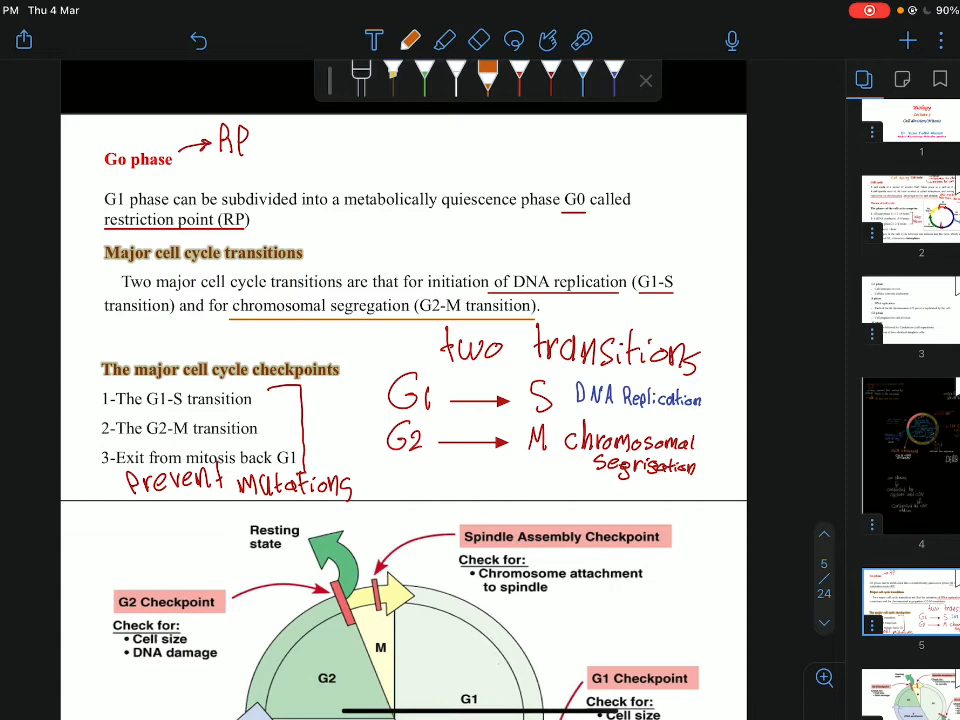 PM Thu 4 Mar
90%
Go phase
RP
G1 phase can be subdivided into a metabolically quiescence phase G0 called
restriction point (RP)
Major cell cycle transitions
Two major cell cycle transitions are that for initiation of DNA replication (G1-S
transition) and for chromosomal segregation (G2-M transition).
two transitions
The major cell cycle checkpoints
1-The G1-S transition
G1 S DNA Replication
2-The G2-M transition
G2 M chromosomal
segrigation
3-Exit from mitosis back G1
Prevent mutations
Resting
state
Spindle Assembly Checkpoint
Check for:
• Chromosome attachment
to spindle
G2 Checkpoint
Check for:
• Cell size
• DNA damage
M
G2
G1
G1 Checkpoint
Check for:
• Cell size
5
24
1
2
3
4
5
Biology